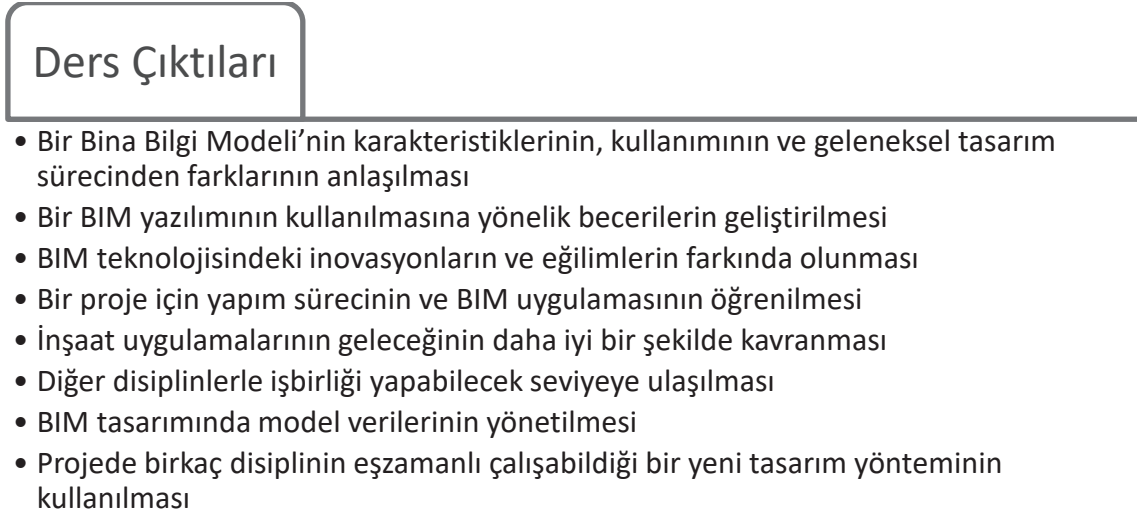 Ders Çıktıları
• Bir Bina Bilgi Modeli’nin karakteristiklerinin, kullanımının ve geleneksel tasarım
sürecinden farklarının anlaşılması
• Bir BIM yazılımının kullanılmasına yönelik becerilerin geliştirilmesi
• BIM teknolojisindeki inovasyonların ve eğilimlerin farkında olunması
• Bir proje için yapım sürecinin ve BIM uygulamasının öğrenilmesi
• İnşaat uygulamalarının geleceğinin daha iyi bir şekilde kavranması
• Diğer disiplinlerle işbirliği yapabilecek seviyeye ulaşılması
• BIM tasarımında model verilerinin yönetilmesi
• Projede birkaç disiplinin eşzamanlı çalışabildiği bir yeni tasarım yönteminin
kullanılması